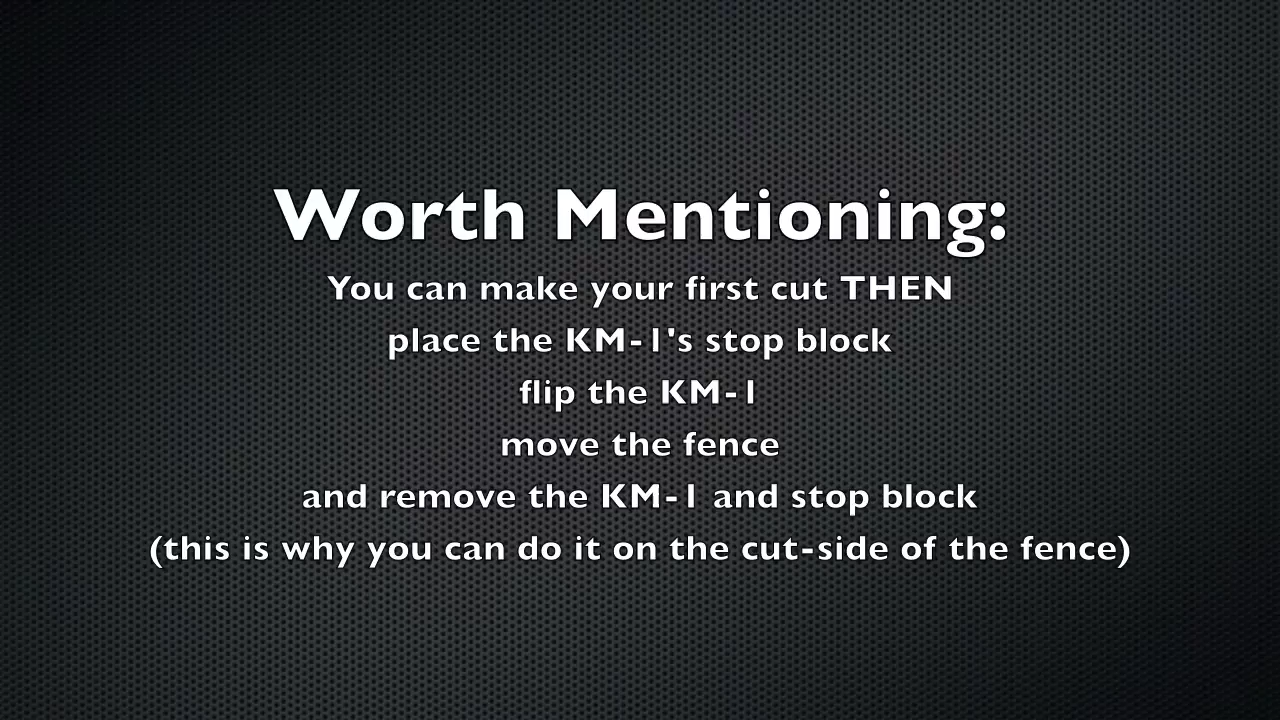 Worth Mentioning:
You can make your first cut THEN
place the KM-1's stop block
flip the KM-1
move the fence
and remove the KM-1 and stop block
(this is why you can do it on the cut-side of the fence)